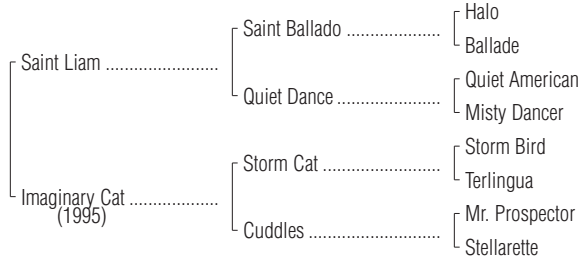 Halo
Saint Ballado ........................
Ballade
Saint Liam .............................
Quiet American
Quiet Dance ..........................
Misty Dancer
Storm Bird
Storm Cat ..............................
Terlingua
Imaginary Cat .......................
(1995)
Mr. Prospector
Cuddles .................................
Stellarette